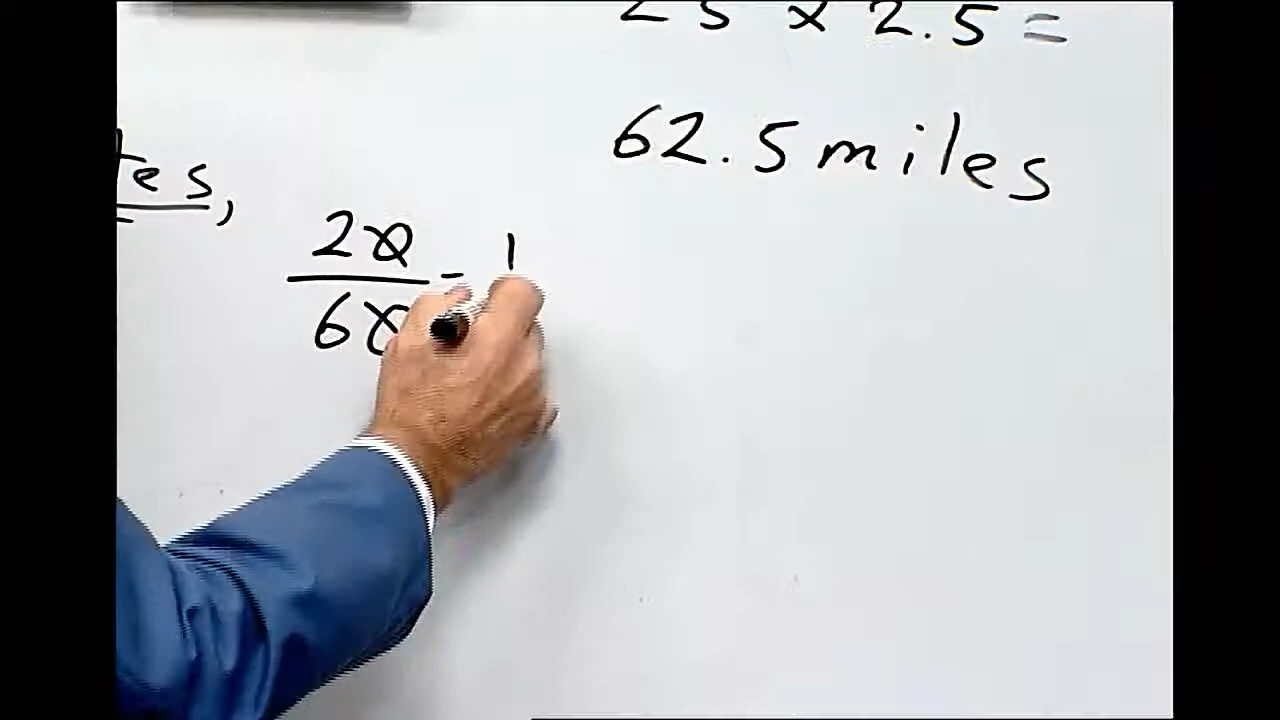 25 x 2.5 =
62.5 miles
tes,
20
60
= 1